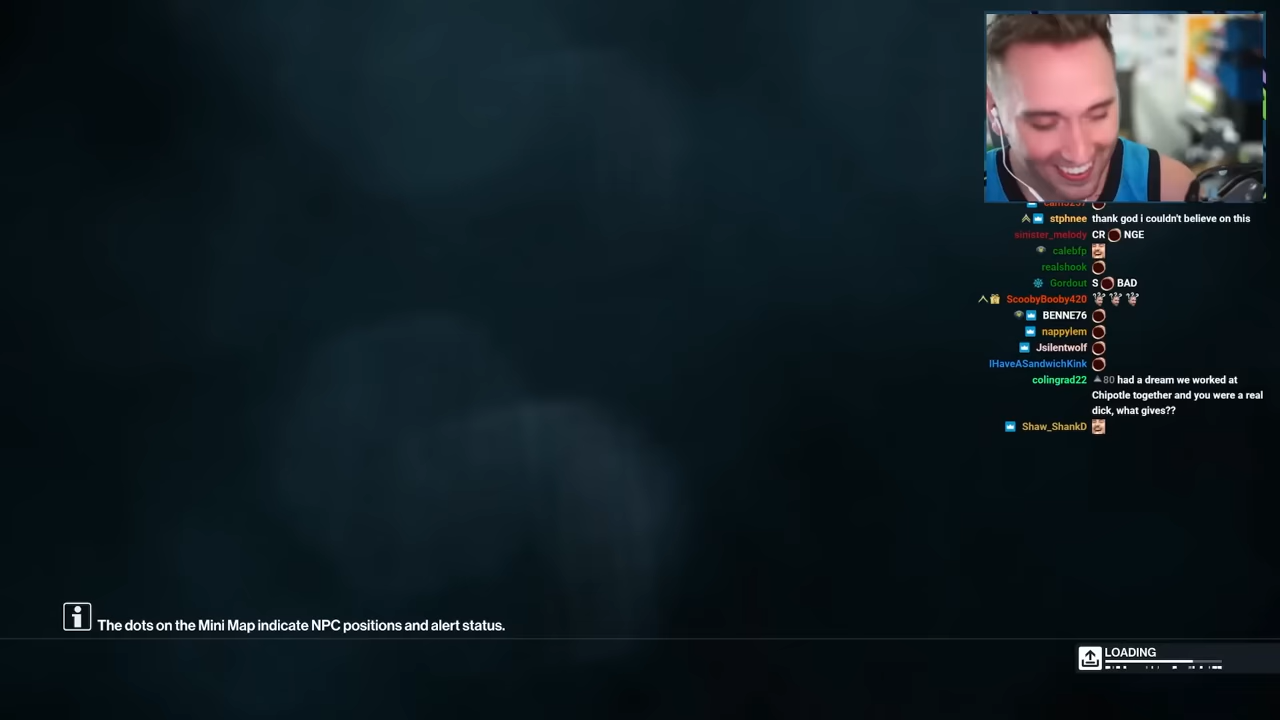 stphnee thank god i couldn't believe on this
sinister_melody CR NGE
calebfp
realshook
Gordout S BAD
ScoobyBooby420
BENNE76
nappylem
Jsilentwolf
IHaveASandwichKink
colingrad22 80 had a dream we worked at
Chipotle together and you were a real
dick, what gives??
Shaw_ShankD
The dots on the Mini Map indicate NPC positions and alert status.
LOADING